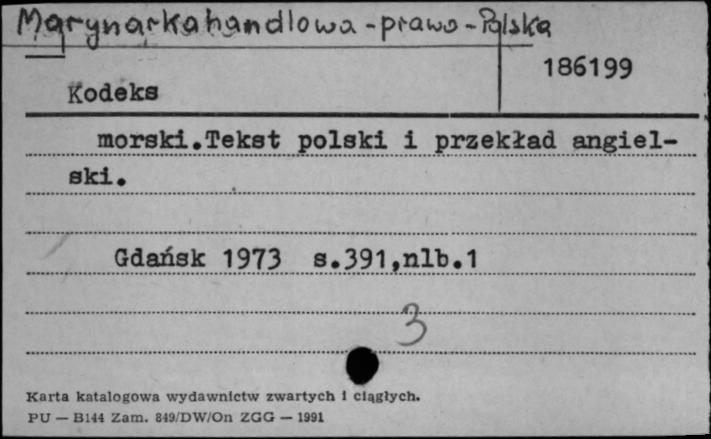 Marynarka handlowa - prawo - Polska
186199
Kodeks
morski.Tekst polski i przekład angiel-
ski.
Gdańsk 1973 s.391,nlb.1
3
Karta katalogowa wydawnictw zwartych i ciągłych.
PU — B144 Zam. 849/DW/On ZGG — 1991